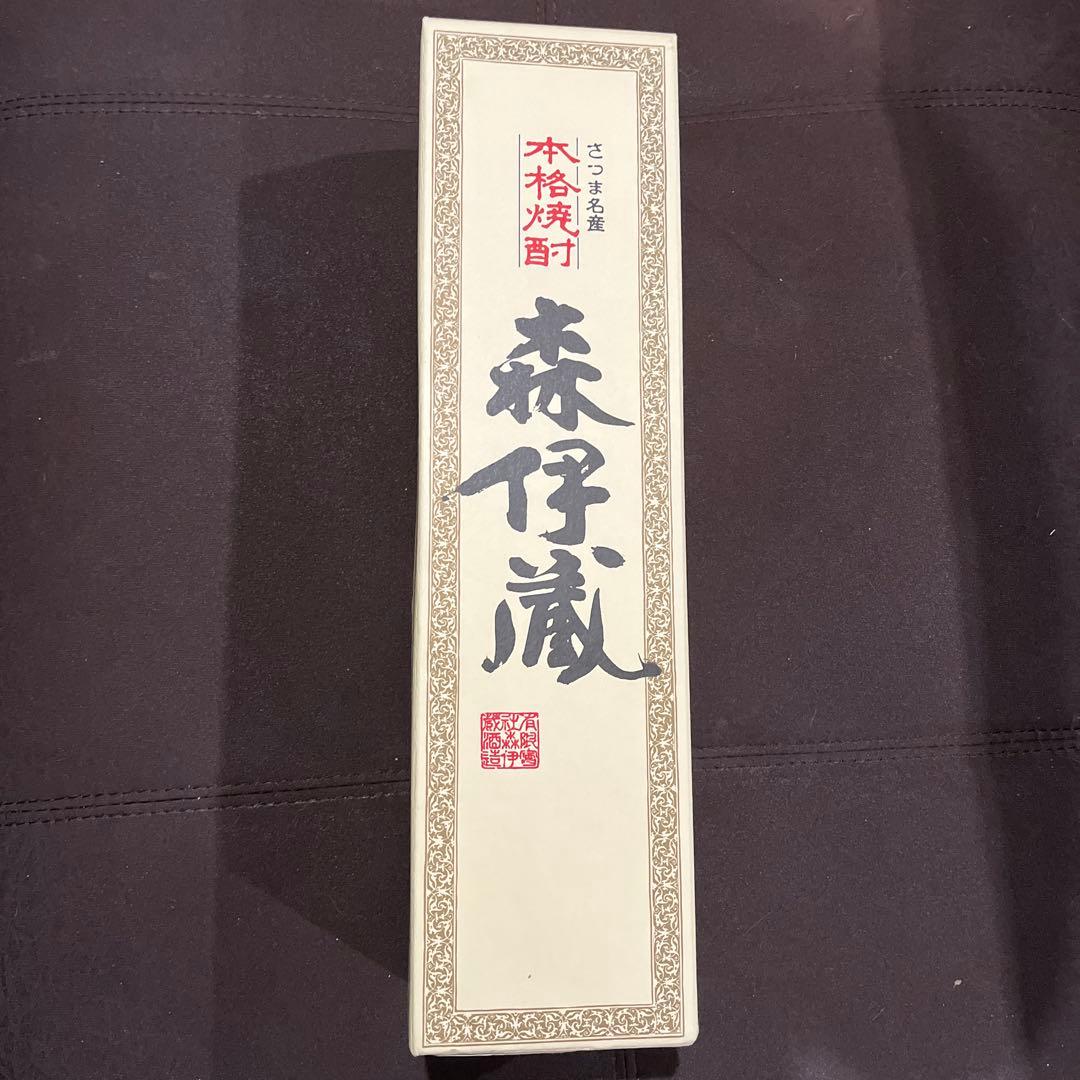 さつま名産
本格焼酎
森伊蔵
有限會
社森伊
蔵酒造